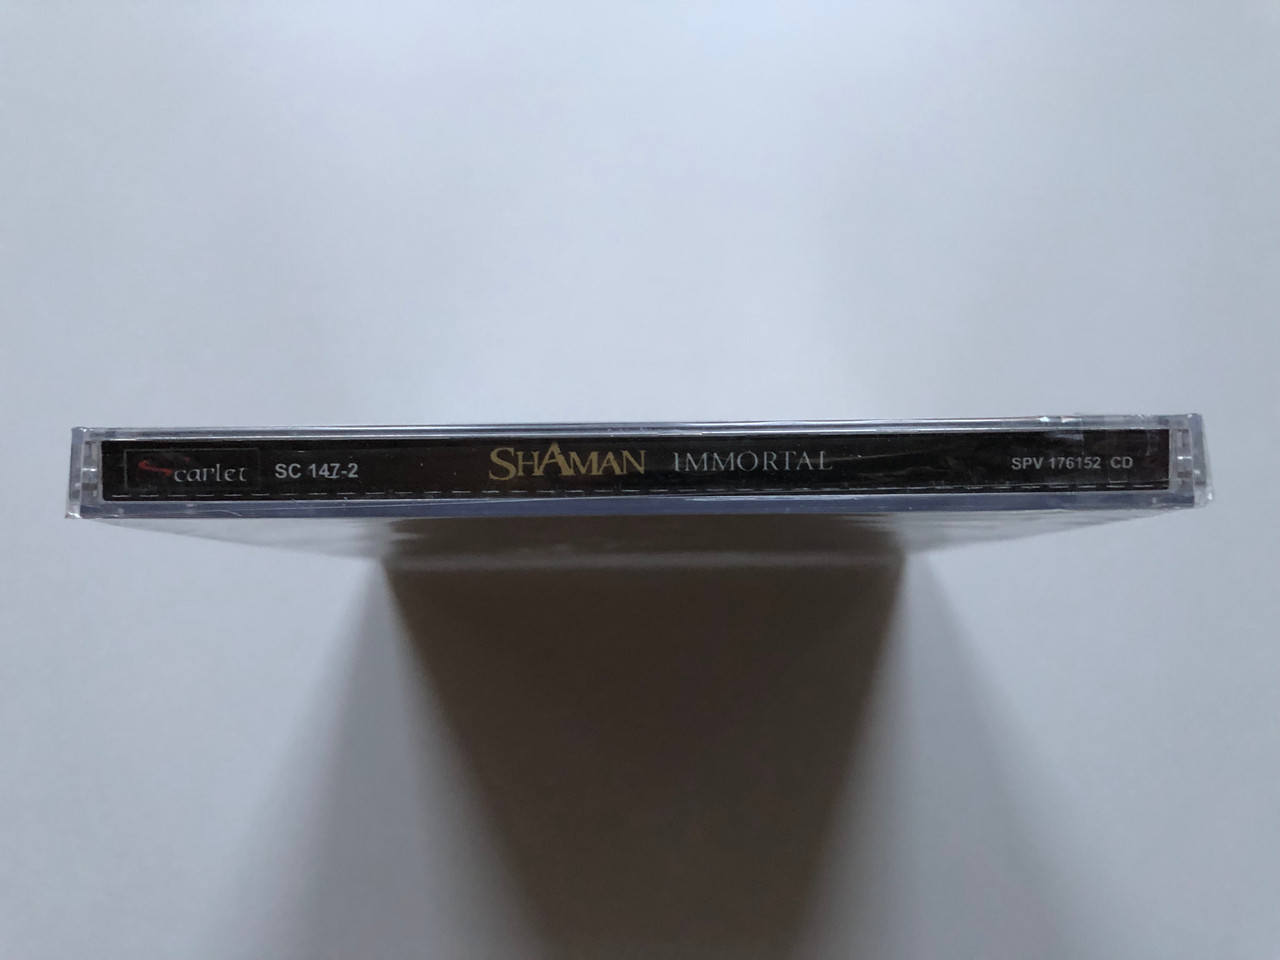 Scarlet SC 147-2 SHAMAN IMMORTAL SPV 176152 CD